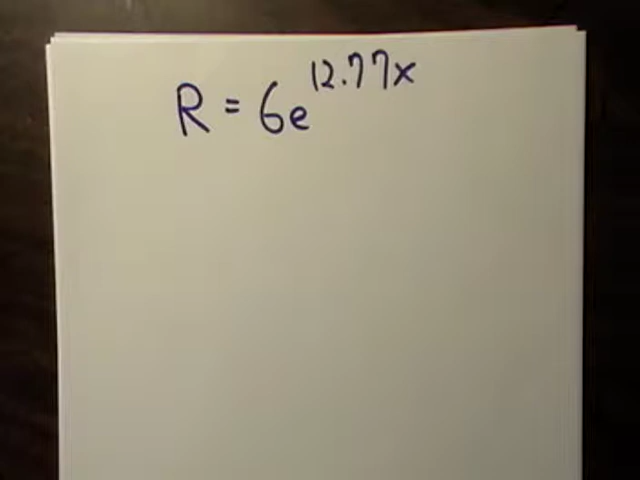 R = 6e^{12.77x}